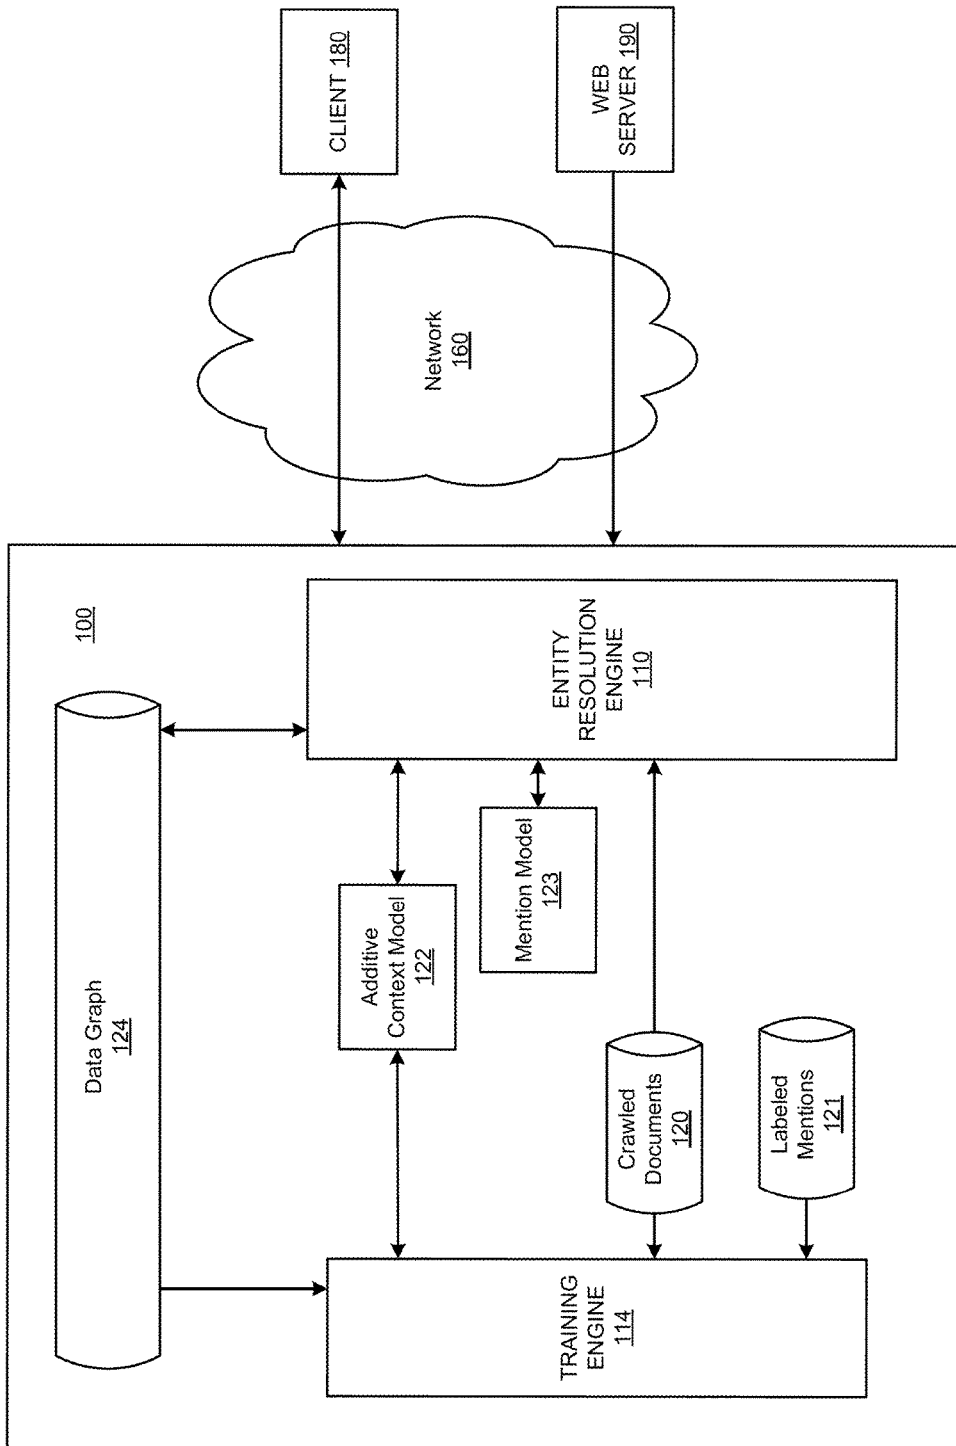 100
Data Graph
124
TRAINING
ENGINE
114
Additive
Context Model
122
Mention Model
123
Crawled
Documents
120
Labeled
Mentions
121
ENTITY
RESOLUTION
ENGINE
110
Network
160
CLIENT 180
WEB
SERVER 190